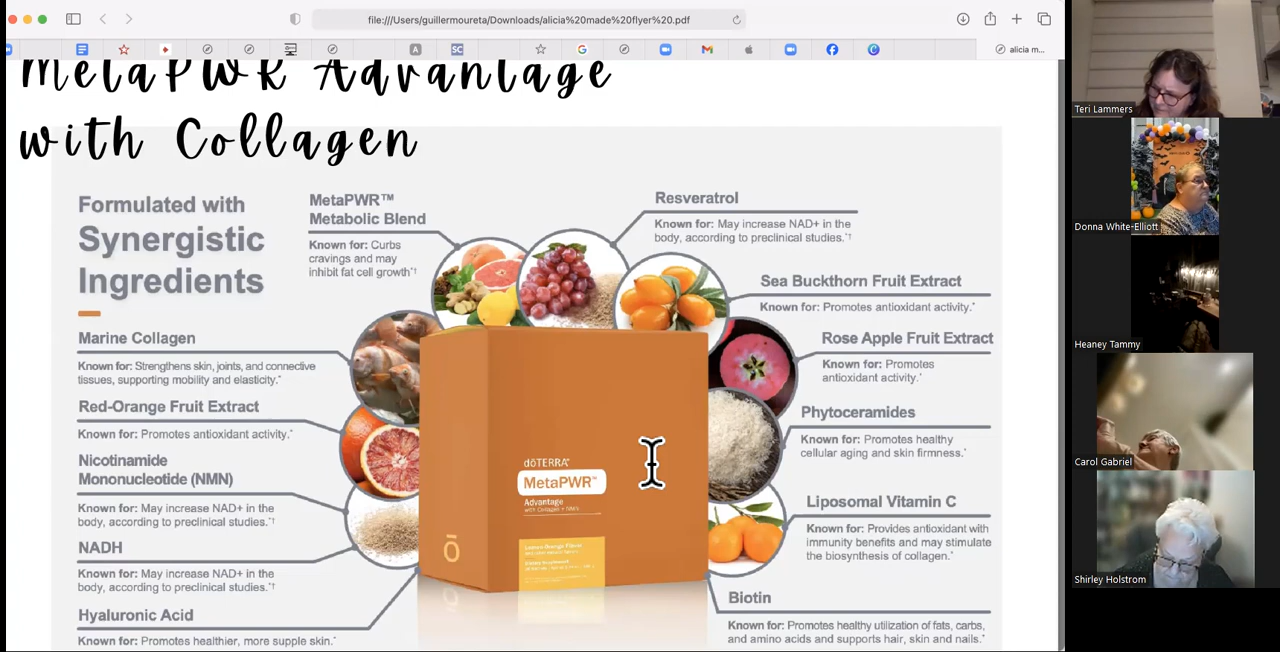 file:///Users/guillermoureta/Downloads/alicia%20made%20flyer%20.pdf
alicia m...
MetaPWR Advantage
with Collagen
Formulated with
Synergistic
Ingredients
MetaPWR™
Metabolic Blend
Known for: Curbs
cravings and may
inhibit fat cell growth*†
Resveratrol
Known for: May increase NAD+ in the
body, according to preclinical studies.*†
Sea Buckthorn Fruit Extract
Known for: Promotes antioxidant activity.*
Marine Collagen
Known for: Strengthens skin, joints, and connective
tissues, supporting mobility and elasticity.*
Rose Apple Fruit Extract
Known for: Promotes
antioxidant activity.*
Red-Orange Fruit Extract
Known for: Promotes antioxidant activity.*
Phytoceramides
Known for: Promotes healthy
cellular aging and skin firmness.*
Nicotinamide
Mononucleotide (NMN)
Known for: May increase NAD+ in the
body, according to preclinical studies.*†
Liposomal Vitamin C
Known for: Provides antioxidant with
immunity benefits and may stimulate
the biosynthesis of collagen.*
NADH
Known for: May increase NAD+ in the
body, according to preclinical studies.*†
Hyaluronic Acid
Known for: Promotes healthier, more supple skin.*
Biotin
Known for: Promotes healthy utilization of fats, carbs,
and amino acids and supports hair, skin and nails.*
dōTERRA
MetaPWR™
Advantage
with Collagen + NMN
ō
Teri Lammers
Donna White-Elliott
Heaney Tammy
Carol Gabriel
Shirley Holstrom